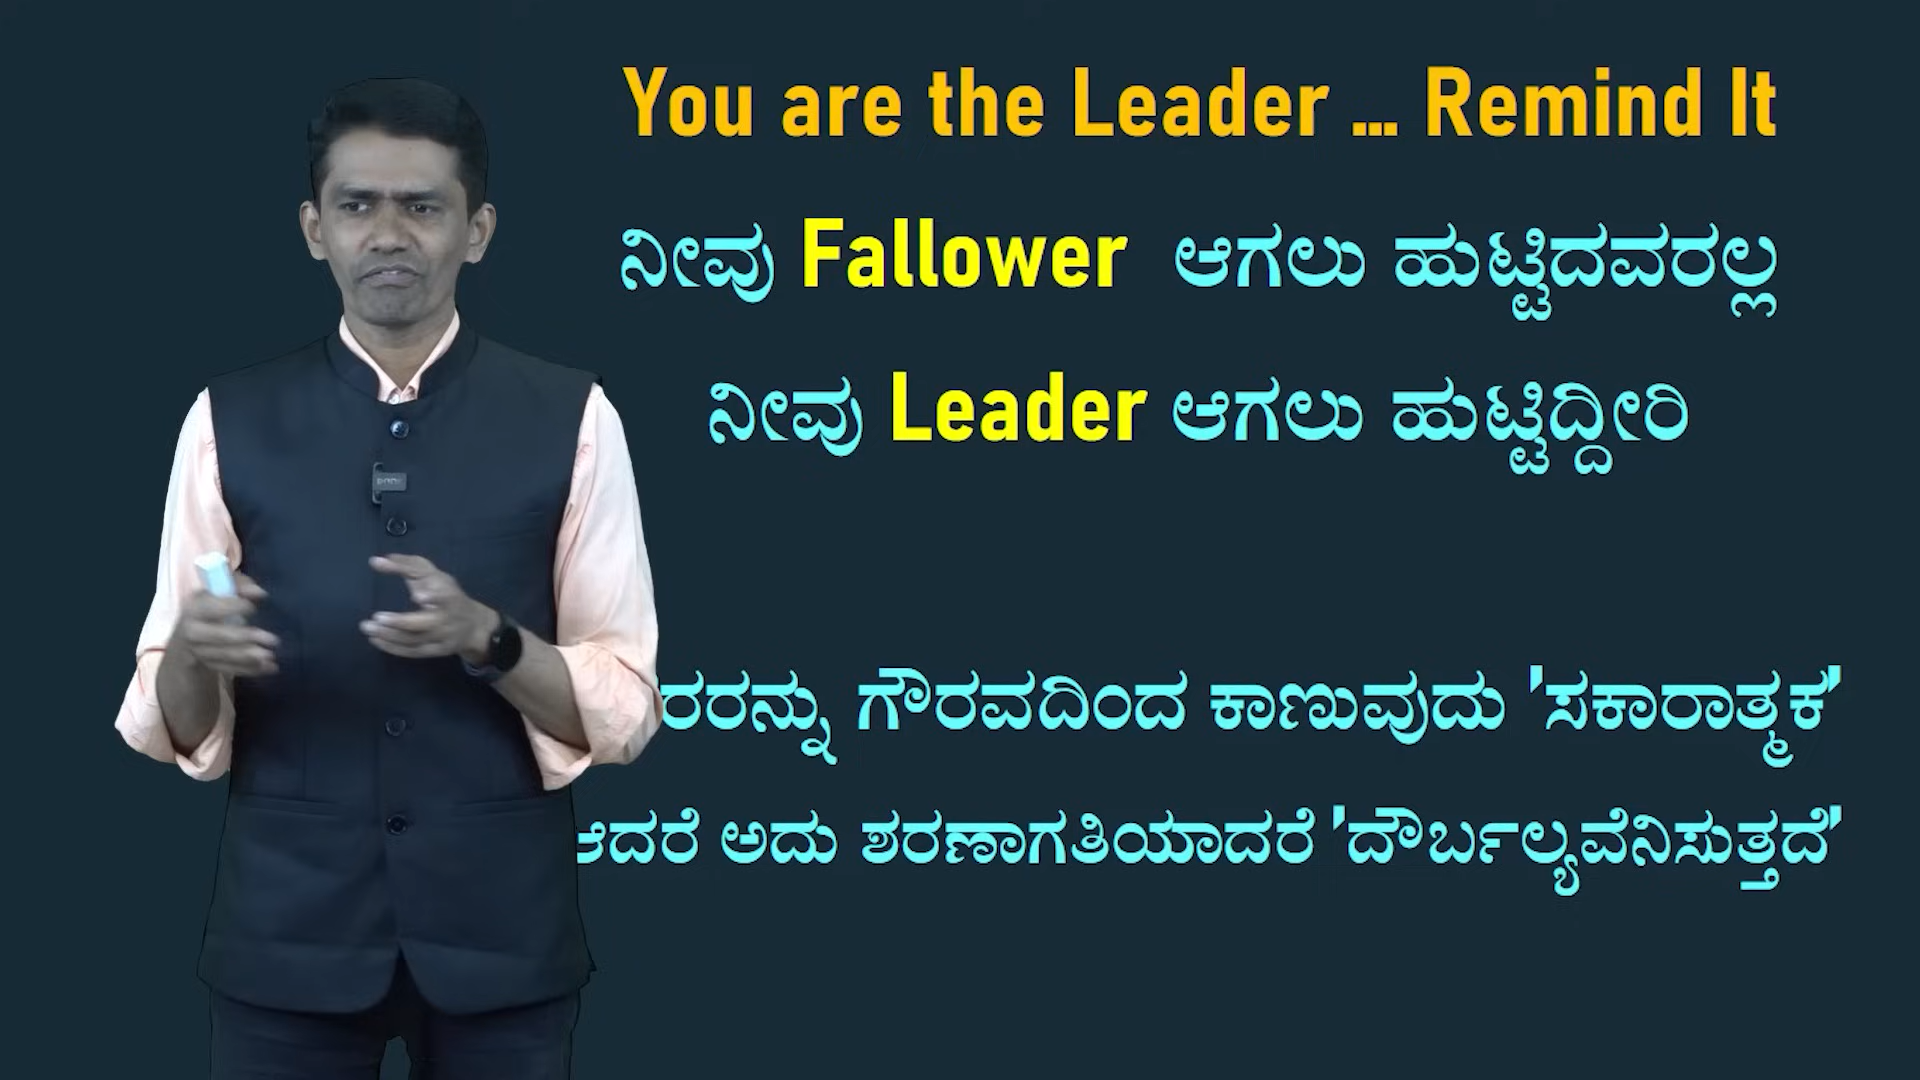 You are the Leader ... Remind It
ನೀವು Fallower ಆಗಲು ಹುಟ್ಟಿದವರಲ್ಲ
ನೀವು Leader ಆಗಲು ಹುಟ್ಟಿದ್ದೀರಿ
ಗೌರವದಿಂದ ಕಾಣುವುದು 'ಸಕಾರಾತ್ಮಕ'
ಆದರೆ ಅದು ಶರಣಾಗತಿಯಾದರೆ 'ದೌರ್ಬಲ್ಯವೆನಿಸುತ್ತದೆ'